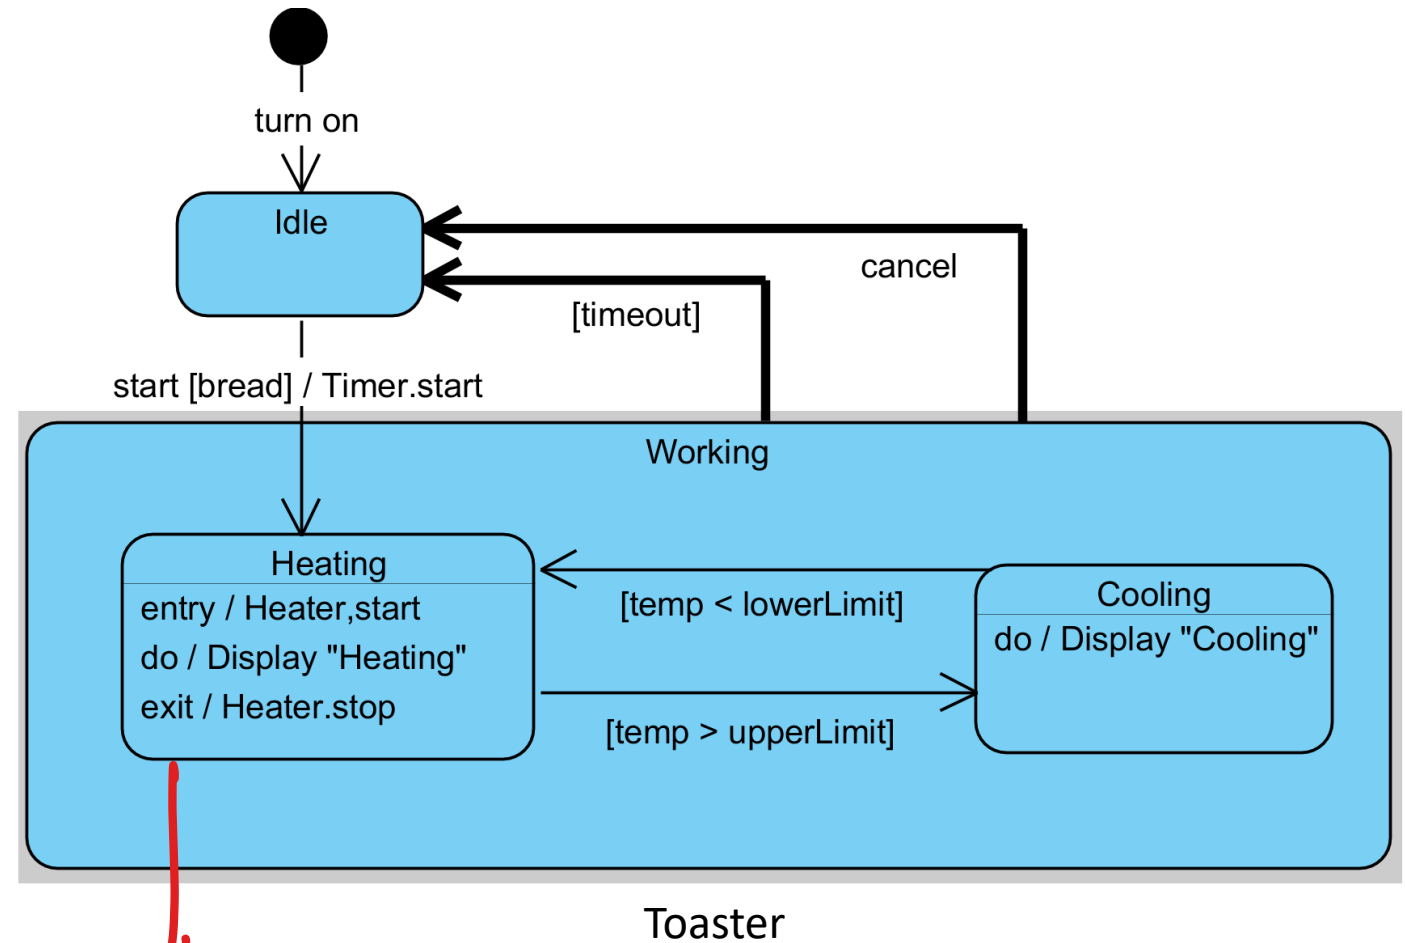 turn on
Idle
cancel
[timeout]
start [bread] / Timer.start
Working
Heating
entry / Heater,start
do / Display "Heating"
exit / Heater.stop
[temp < lowerLimit]
[temp > upperLimit]
Cooling
do / Display "Cooling"
Toaster